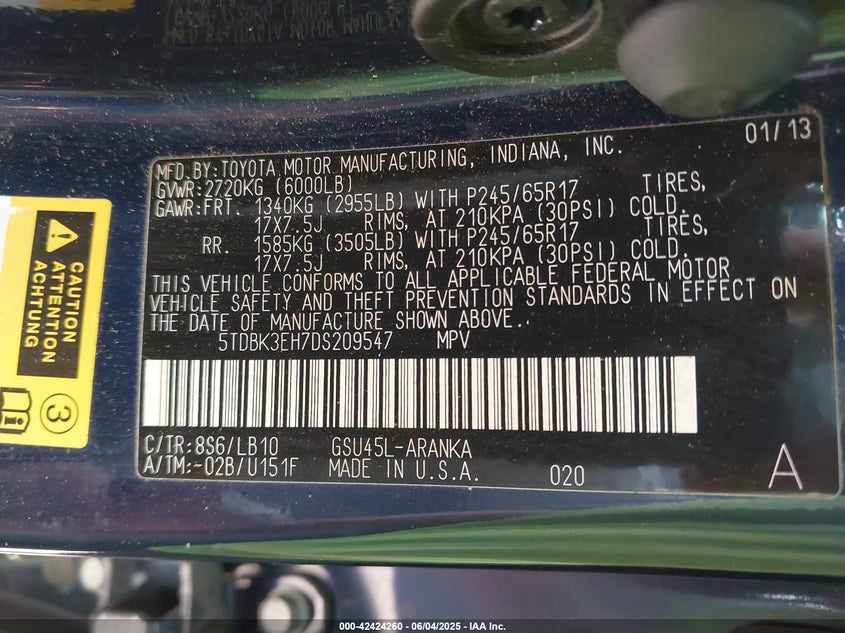 01/13
MFD.BY:TOYOTA MOTOR MANUFACTURING, INDIANA, INC.
GVWR:2720KG (6000LB)
GAWR:FRT. 1340KG (2955LB) WITH P245/65R17 TIRES,
17X7.5J RIMS, AT 210KPA (30PSI) COLD.
RR. 1585KG (3505LB) WITH P245/65R17 TIRES,
17X7.5J RIMS, AT 210KPA (30PSI) COLD.
THIS VEHICLE CONFORMS TO ALL APPLICABLE FEDERAL MOTOR
VEHICLE SAFETY AND THEFT PREVENTION STANDARDS IN EFFECT ON
THE DATE OF MANUFACTURE SHOWN ABOVE.
5TDBK3EH7DS209547 MPV
C/TR:8S6/LB10 GSU45L-ARANKA
A/TM:-02B/U151F MADE IN U.S.A. 020 A
CAUTION
ATTENTION
ACHTUNG
3
000-42424260 - 06/04/2025 - IAA Inc.